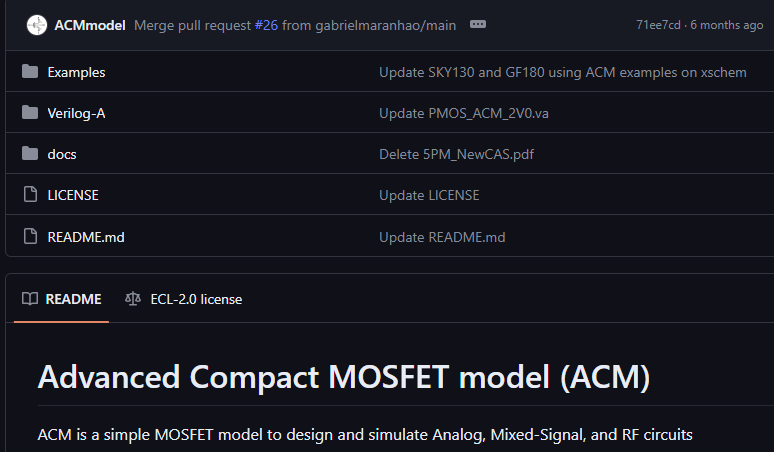 ACMmodel Merge pull request #26 from gabrielmaranhao/main ••• 71ee7cd · 6 months ago
Examples Update SKY130 and GF180 using ACM examples on xschem
Verilog-A Update PMOS_ACM_2V0.va
docs Delete 5PM_NewCAS.pdf
LICENSE Update LICENSE
README.md Update README.md
README ECL-2.0 license
Advanced Compact MOSFET model (ACM)
ACM is a simple MOSFET model to design and simulate Analog, Mixed-Signal, and RF circuits